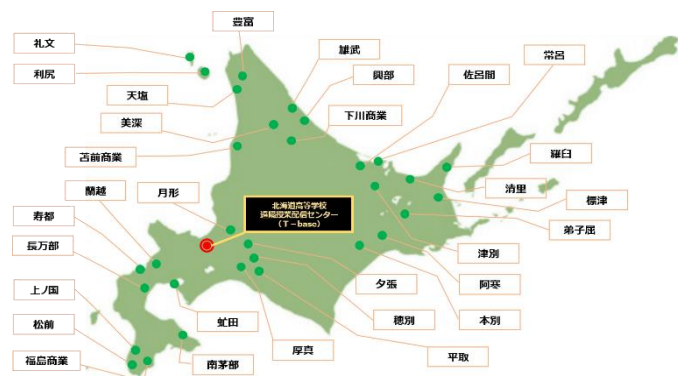 豊富
礼文
雄武
常呂
利尻
興部
佐呂間
天塩
下川商業
美深
苫前商業
羅臼
蘭越
月形
清里
北海道高等学校
遠隔授業配信センター
（T－base）
標津
寿都
弟子屈
長万部
津別
夕張
阿寒
上ノ国
穂別
本別
虻田
松前
厚真
平取
福島商業
南茅部